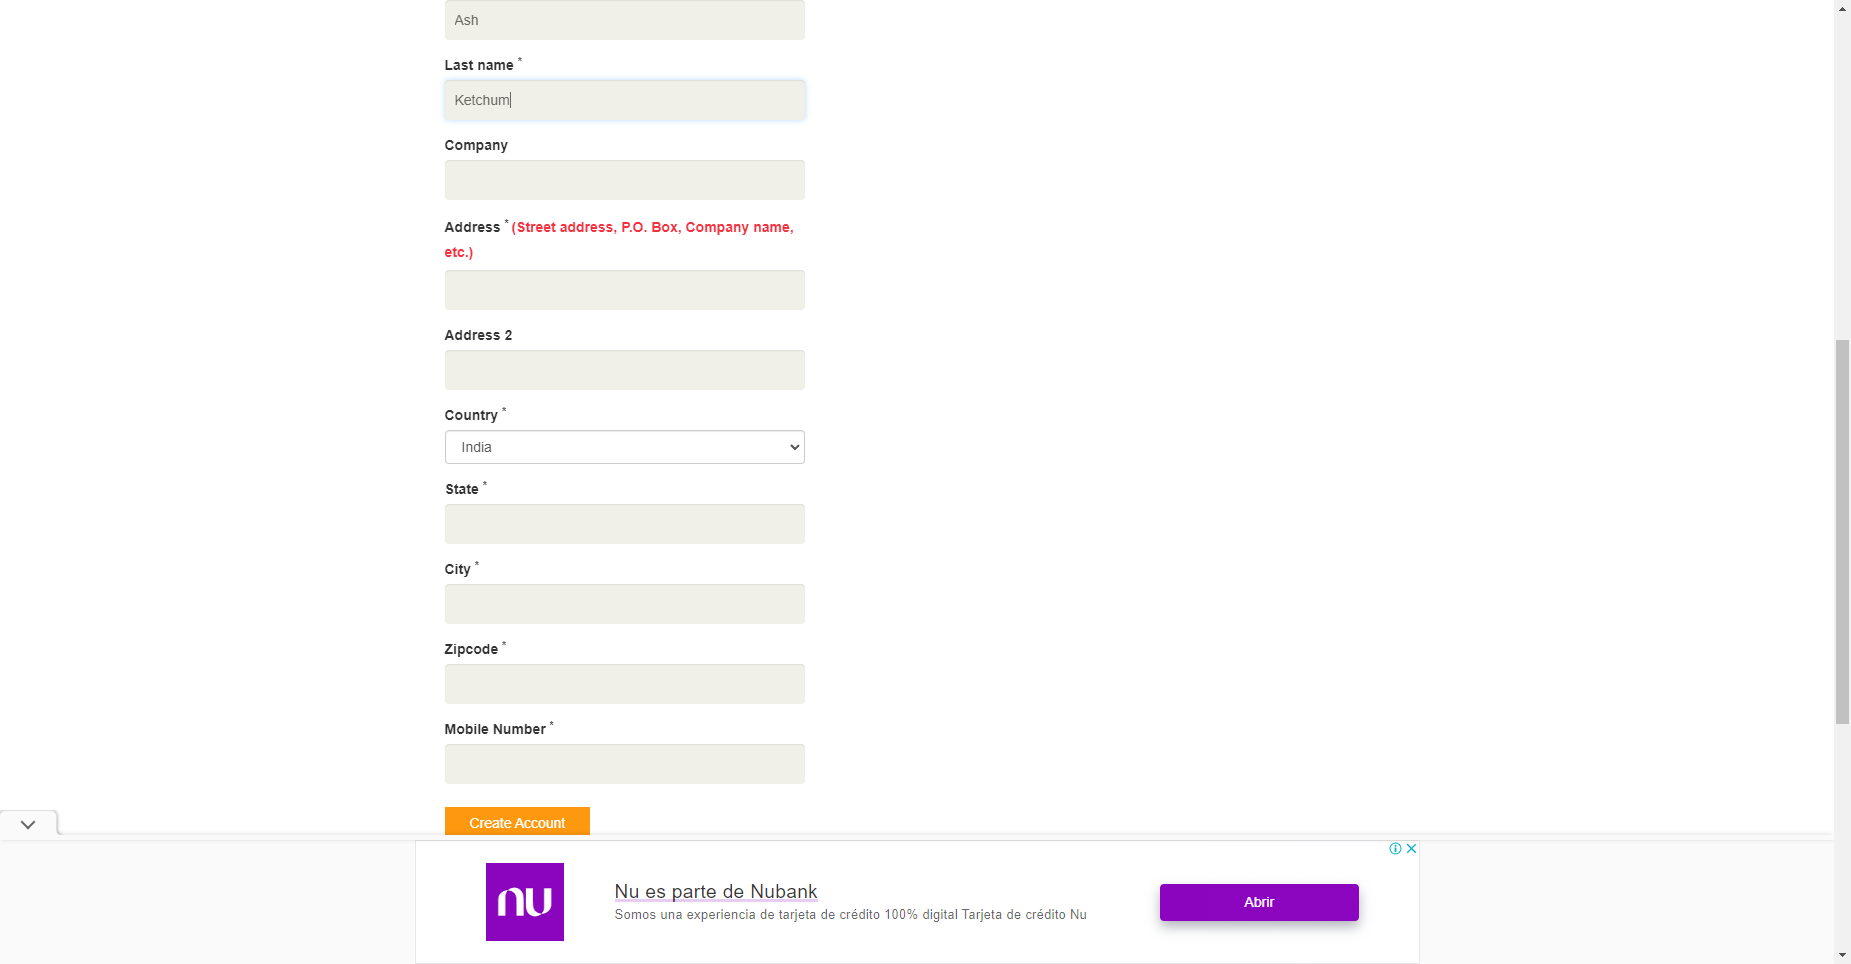 Ash
Last name *
Ketchum
Company
Address * (Street address, P.O. Box, Company name,
etc.)
Address 2
Country *
India
State *
City *
Zipcode *
Mobile Number *
Create Account
nu
Nu es parte de Nubank
Somos una experiencia de tarjeta de crédito 100% digital Tarjeta de crédito Nu
Abrir